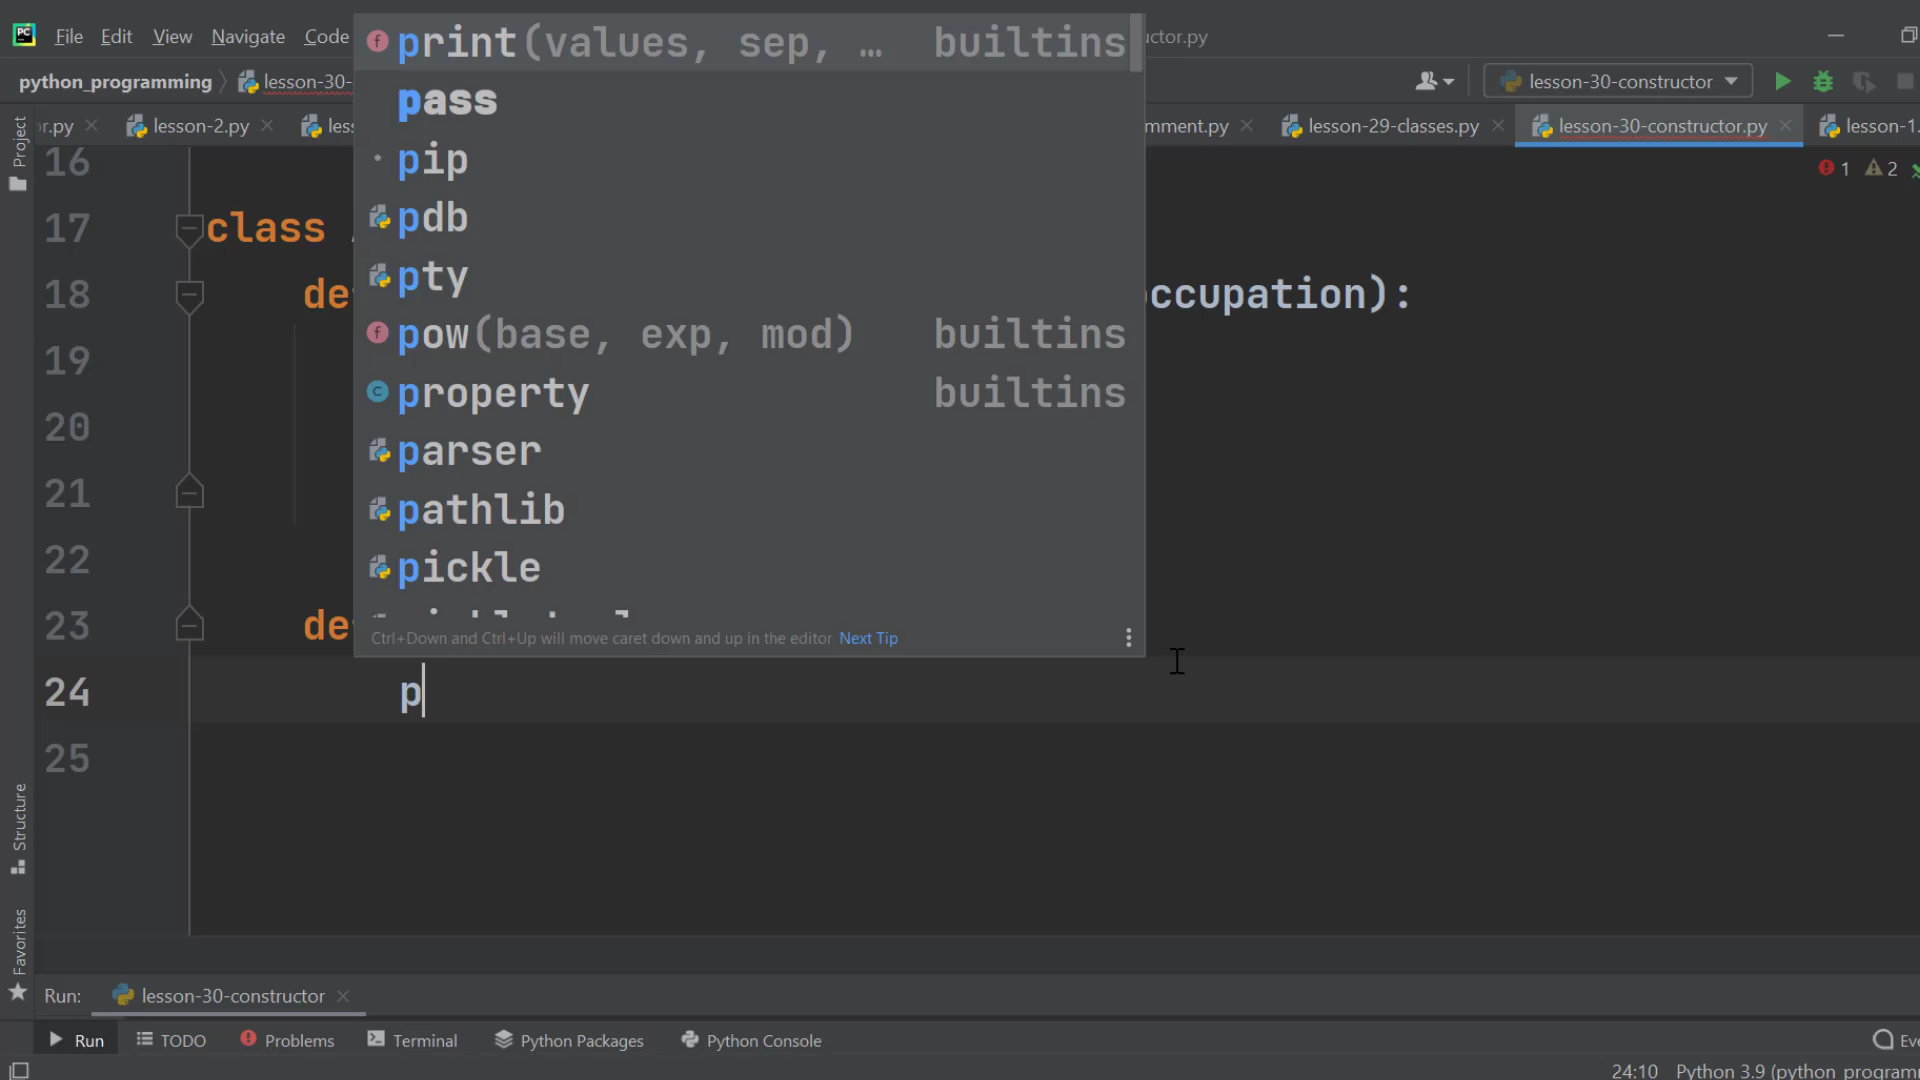 PC File Edit View Navigate Code ctor.py
python_programming lesson-30- lesson-30-constructor
r.py lesson-2.py les mment.py lesson-29-classes.py lesson-30-constructor.py lesson-1.
Project
1 2
print(values, sep, … builtins
pass
pip
pdb
pty
pow(base, exp, mod) builtins
property builtins
parser
pathlib
pickle
Ctrl+Down and Ctrl+Up will move caret down and up in the editor Next Tip
16
17 class
18 de ccupation):
19
20
21
22
23 de
24 p
25
Structure
Favorites
Run: lesson-30-constructor
Run TODO Problems Terminal Python Packages Python Console Eve
24:10 Python 3.9 (python_programm